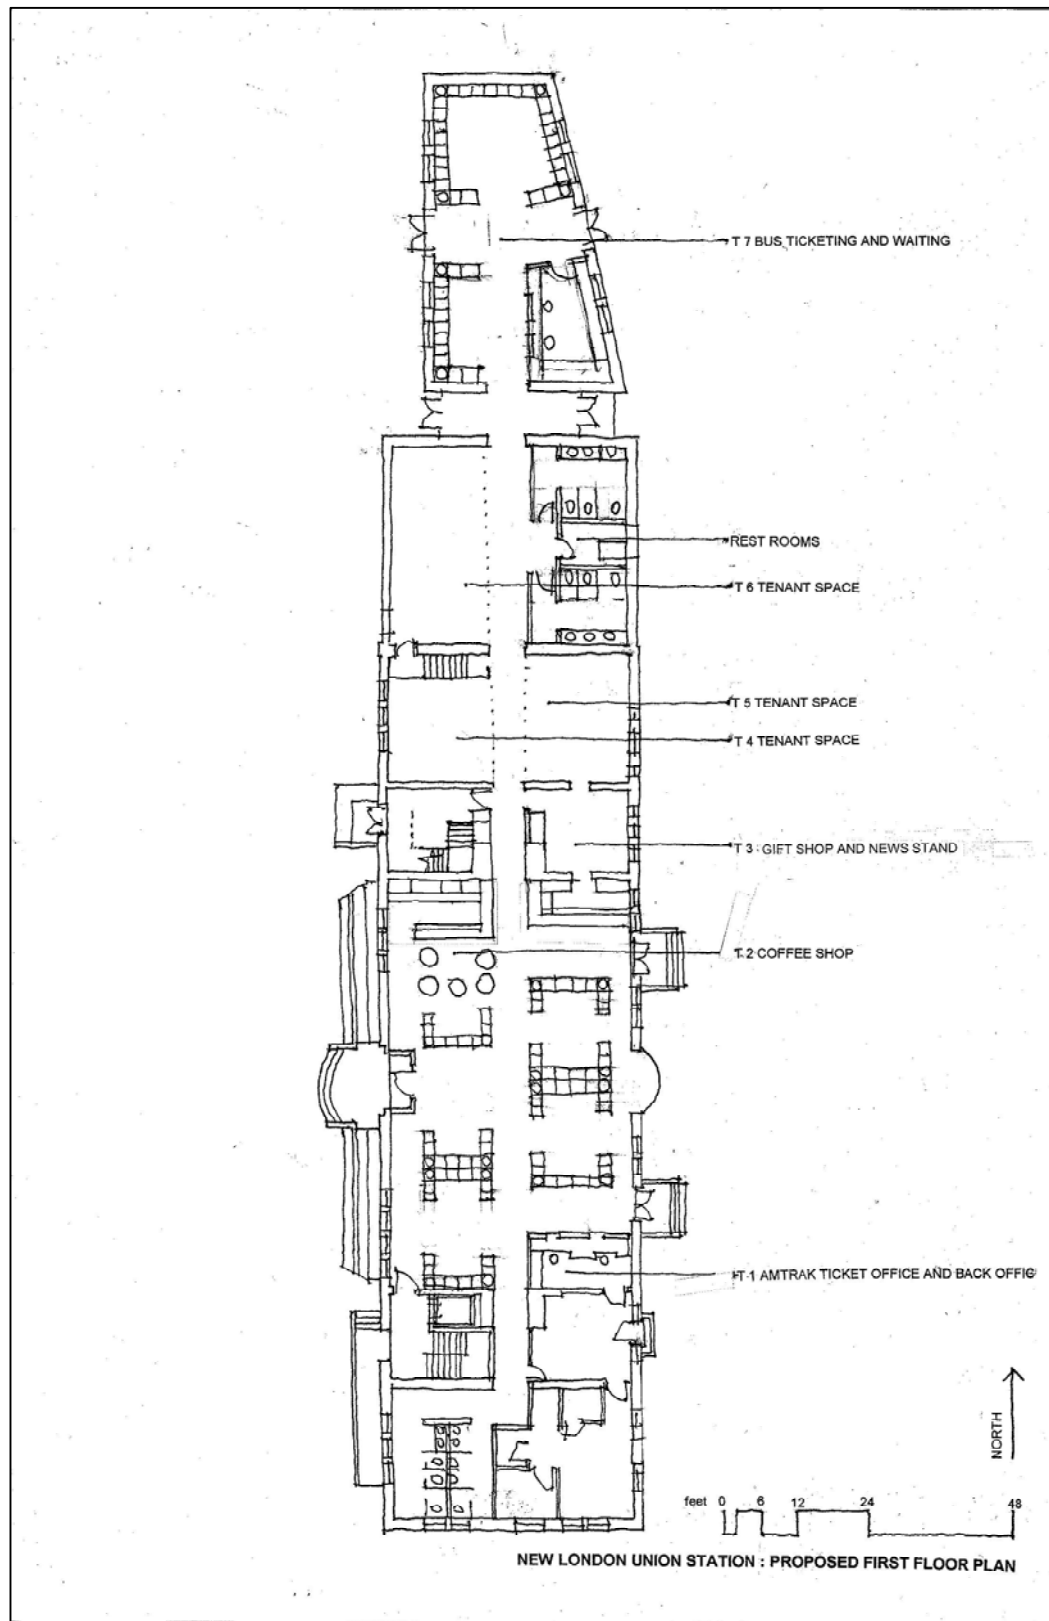 T 7 BUS TICKETING AND WAITING
REST ROOMS
T 6 TENANT SPACE
T 5 TENANT SPACE
T 4 TENANT SPACE
T 3 : GIFT SHOP AND NEWS STAND
T. 2 COFFEE SHOP
T 1 AMTRAK TICKET OFFICE AND BACK OFFIC
NORTH
feet 0 6 12 24 48
NEW LONDON UNION STATION : PROPOSED FIRST FLOOR PLAN